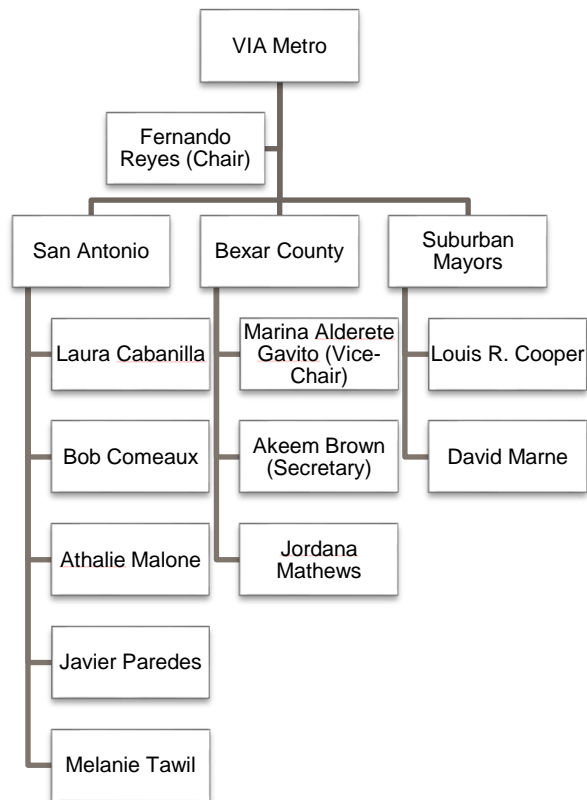 VIA Metro
Fernando
Reyes (Chair)
San Antonio
Bexar County
Suburban
Mayors
Laura Cabanilla
Bob Comeaux
Athalie Malone
Javier Paredes
Melanie Tawil
Marina Alderete
Gavito (Vice-
Chair)
Akeem Brown
(Secretary)
Jordana
Mathews
Louis R. Cooper
David Marne